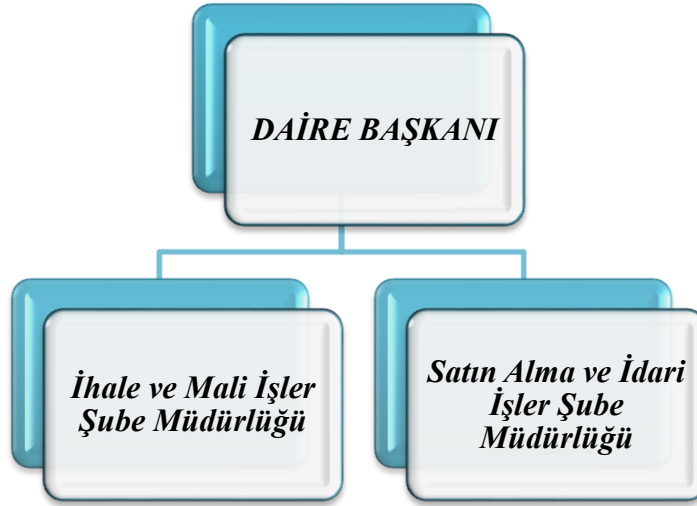 DAİRE BAŞKANI
İhale ve Mali İşler
Şube Müdürlüğü
Satın Alma ve İdari
İşler Şube
Müdürlüğü